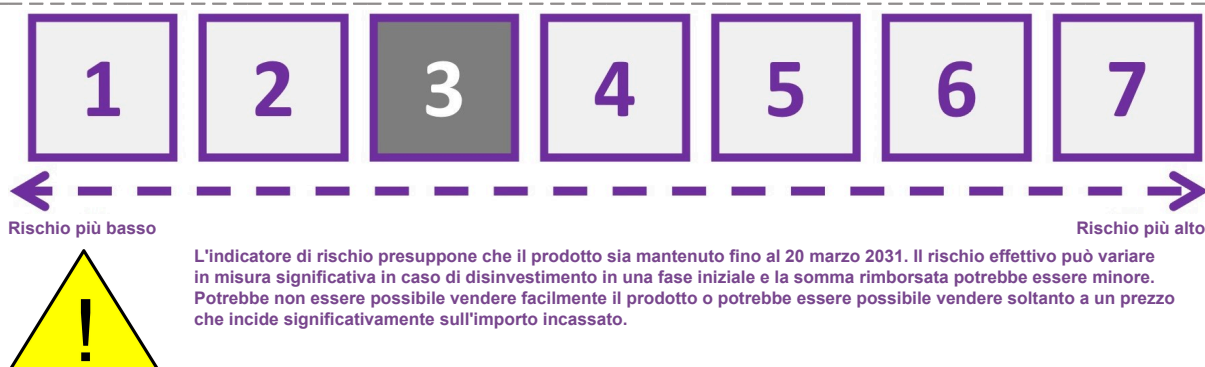 1 2 3 4 5 6 7
Rischio più basso Rischio più alto
L'indicatore di rischio presuppone che il prodotto sia mantenuto fino al 20 marzo 2031. Il rischio effettivo può variare
in misura significativa in caso di disinvestimento in una fase iniziale e la somma rimborsata potrebbe essere minore.
Potrebbe non essere possibile vendere facilmente il prodotto o potrebbe essere possibile vendere soltanto a un prezzo
che incide significativamente sull'importo incassato.
!